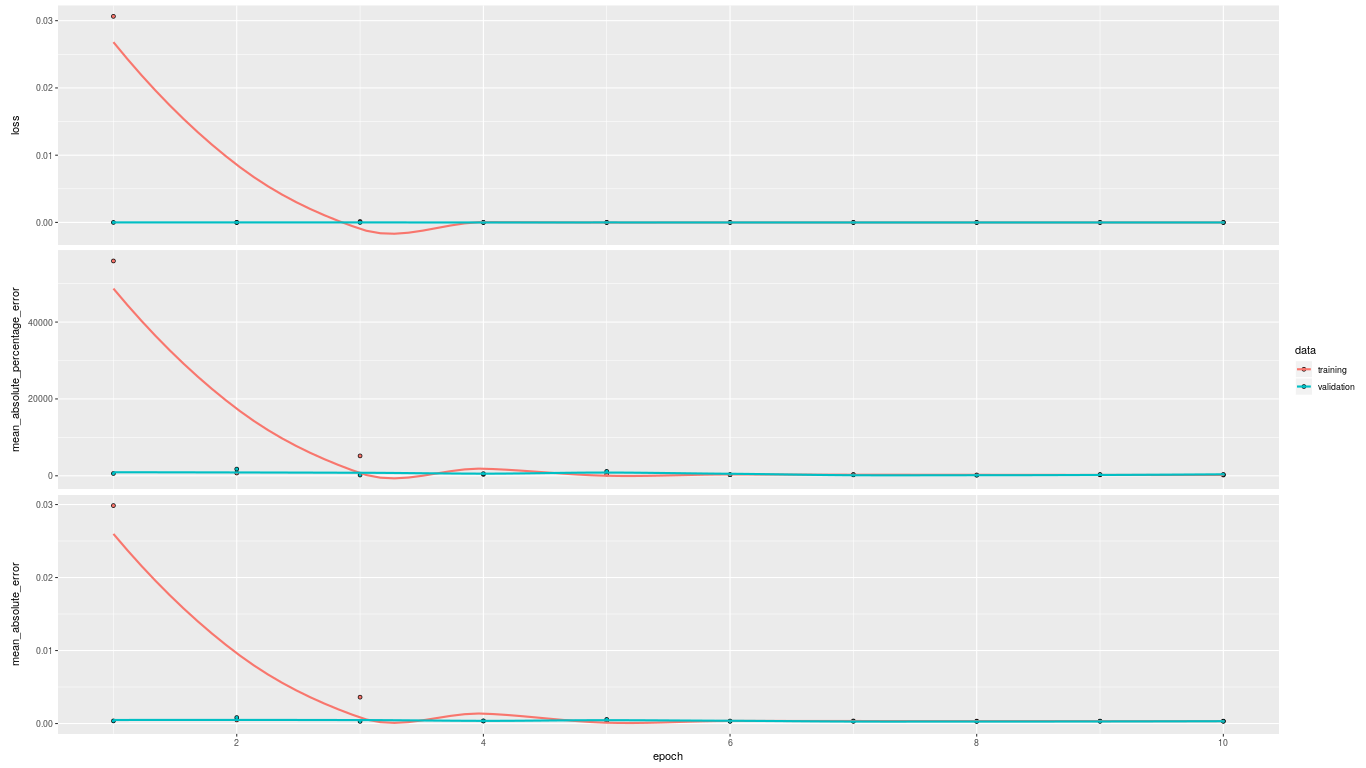 0.03
0.02
0.01
0.00
loss
40000
20000
0
mean_absolute_percentage_error
0.03
0.02
0.01
0.00
mean_absolute_error
2
4
6
8
10
epoch
data
training
validation